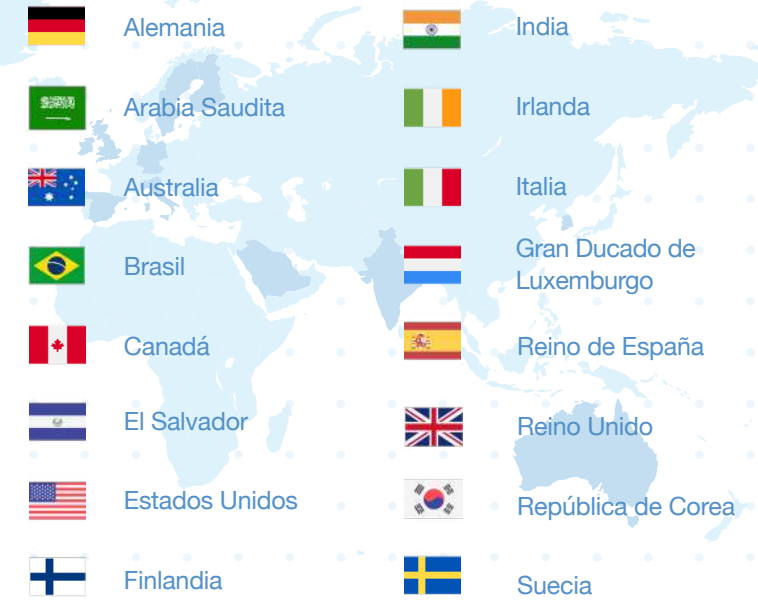 Alemania
Arabia Saudita
Australia
Brasil
Canadá
El Salvador
Estados Unidos
Finlandia
India
Irlanda
Italia
Gran Ducado de
Luxemburgo
Reino de España
Reino Unido
República de Corea
Suecia